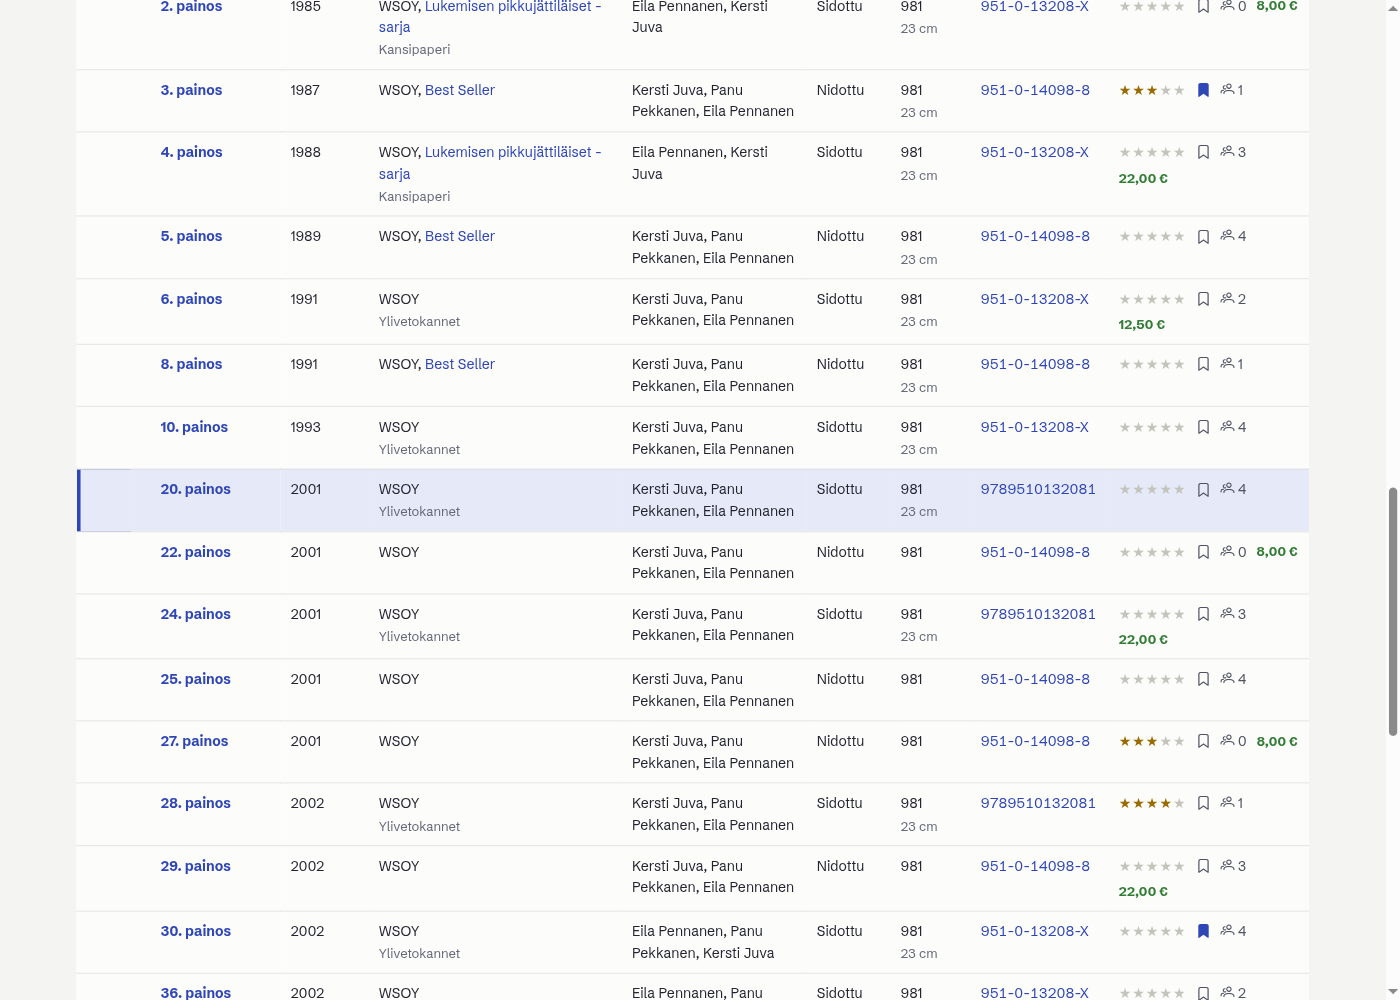 2. painos 1985 WSOY, Lukemisen pikkujättiläiset - Eila Pennanen, Kersti Sidottu 981 951-0-13208-X ★★★★★ 0 8,00 €
sarja Juva 23 cm
Kansipaperi
3. painos 1987 WSOY, Best Seller Kersti Juva, Panu Nidottu 981 951-0-14098-8 ★★★★★ 1
Pekkanen, Eila Pennanen 23 cm
4. painos 1988 WSOY, Lukemisen pikkujättiläiset - Eila Pennanen, Kersti Sidottu 981 951-0-13208-X ★★★★★ 3
sarja Juva 23 cm 22,00 €
Kansipaperi
5. painos 1989 WSOY, Best Seller Kersti Juva, Panu Nidottu 981 951-0-14098-8 ★★★★★ 4
Pekkanen, Eila Pennanen 23 cm
6. painos 1991 WSOY Kersti Juva, Panu Sidottu 981 951-0-13208-X ★★★★★ 2
Ylivetokannet Pekkanen, Eila Pennanen 23 cm 12,50 €
8. painos 1991 WSOY, Best Seller Kersti Juva, Panu Nidottu 981 951-0-14098-8 ★★★★★ 1
Pekkanen, Eila Pennanen 23 cm
10. painos 1993 WSOY Kersti Juva, Panu Sidottu 981 951-0-13208-X ★★★★★ 4
Ylivetokannet Pekkanen, Eila Pennanen 23 cm
20. painos 2001 WSOY Kersti Juva, Panu Sidottu 981 9789510132081 ★★★★★ 4
Ylivetokannet Pekkanen, Eila Pennanen 23 cm
22. painos 2001 WSOY Kersti Juva, Panu Nidottu 981 951-0-14098-8 ★★★★★ 0 8,00 €
Pekkanen, Eila Pennanen
24. painos 2001 WSOY Kersti Juva, Panu Sidottu 981 9789510132081 ★★★★★ 3
Ylivetokannet Pekkanen, Eila Pennanen 23 cm 22,00 €
25. painos 2001 WSOY Kersti Juva, Panu Nidottu 981 951-0-14098-8 ★★★★★ 4
Pekkanen, Eila Pennanen
27. painos 2001 WSOY Kersti Juva, Panu Nidottu 981 951-0-14098-8 ★★★★★ 0 8,00 €
Pekkanen, Eila Pennanen
28. painos 2002 WSOY Kersti Juva, Panu Sidottu 981 9789510132081 ★★★★★ 1
Ylivetokannet Pekkanen, Eila Pennanen 23 cm
29. painos 2002 WSOY Kersti Juva, Panu Nidottu 981 951-0-14098-8 ★★★★★ 3
Pekkanen, Eila Pennanen 22,00 €
30. painos 2002 WSOY Eila Pennanen, Panu Sidottu 981 951-0-13208-X ★★★★★ 4
Ylivetokannet Pekkanen, Kersti Juva 23 cm
36. painos 2002 WSOY Eila Pennanen, Panu Sidottu 981 951-0-13208-X ★★★★★ 2